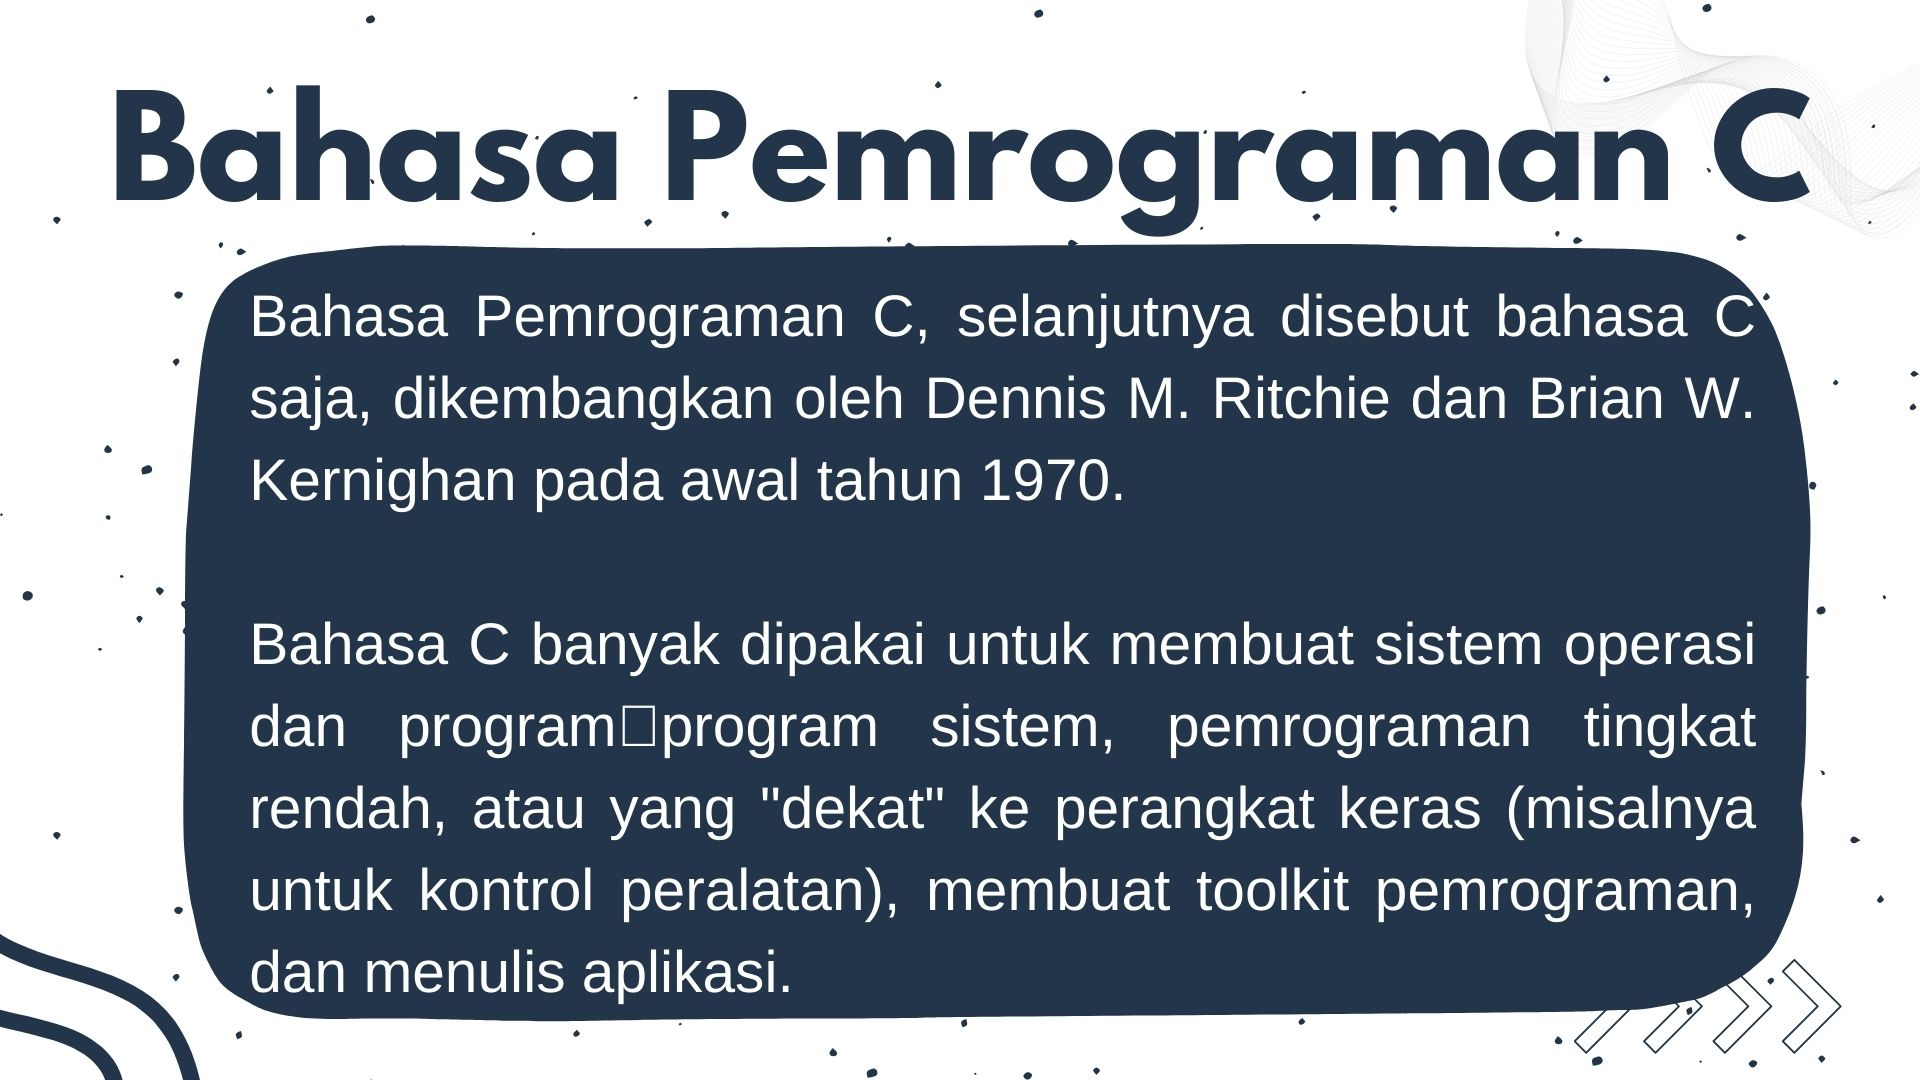 Bahasa Pemrograman C
Bahasa Pemrograman C, selanjutnya disebut bahasa C
saja, dikembangkan oleh Dennis M. Ritchie dan Brian W.
Kernighan pada awal tahun 1970.
Bahasa C banyak dipakai untuk membuat sistem operasi
dan program□program sistem, pemrograman tingkat
rendah, atau yang "dekat" ke perangkat keras (misalnya
untuk kontrol peralatan), membuat toolkit pemrograman,
dan menulis aplikasi.